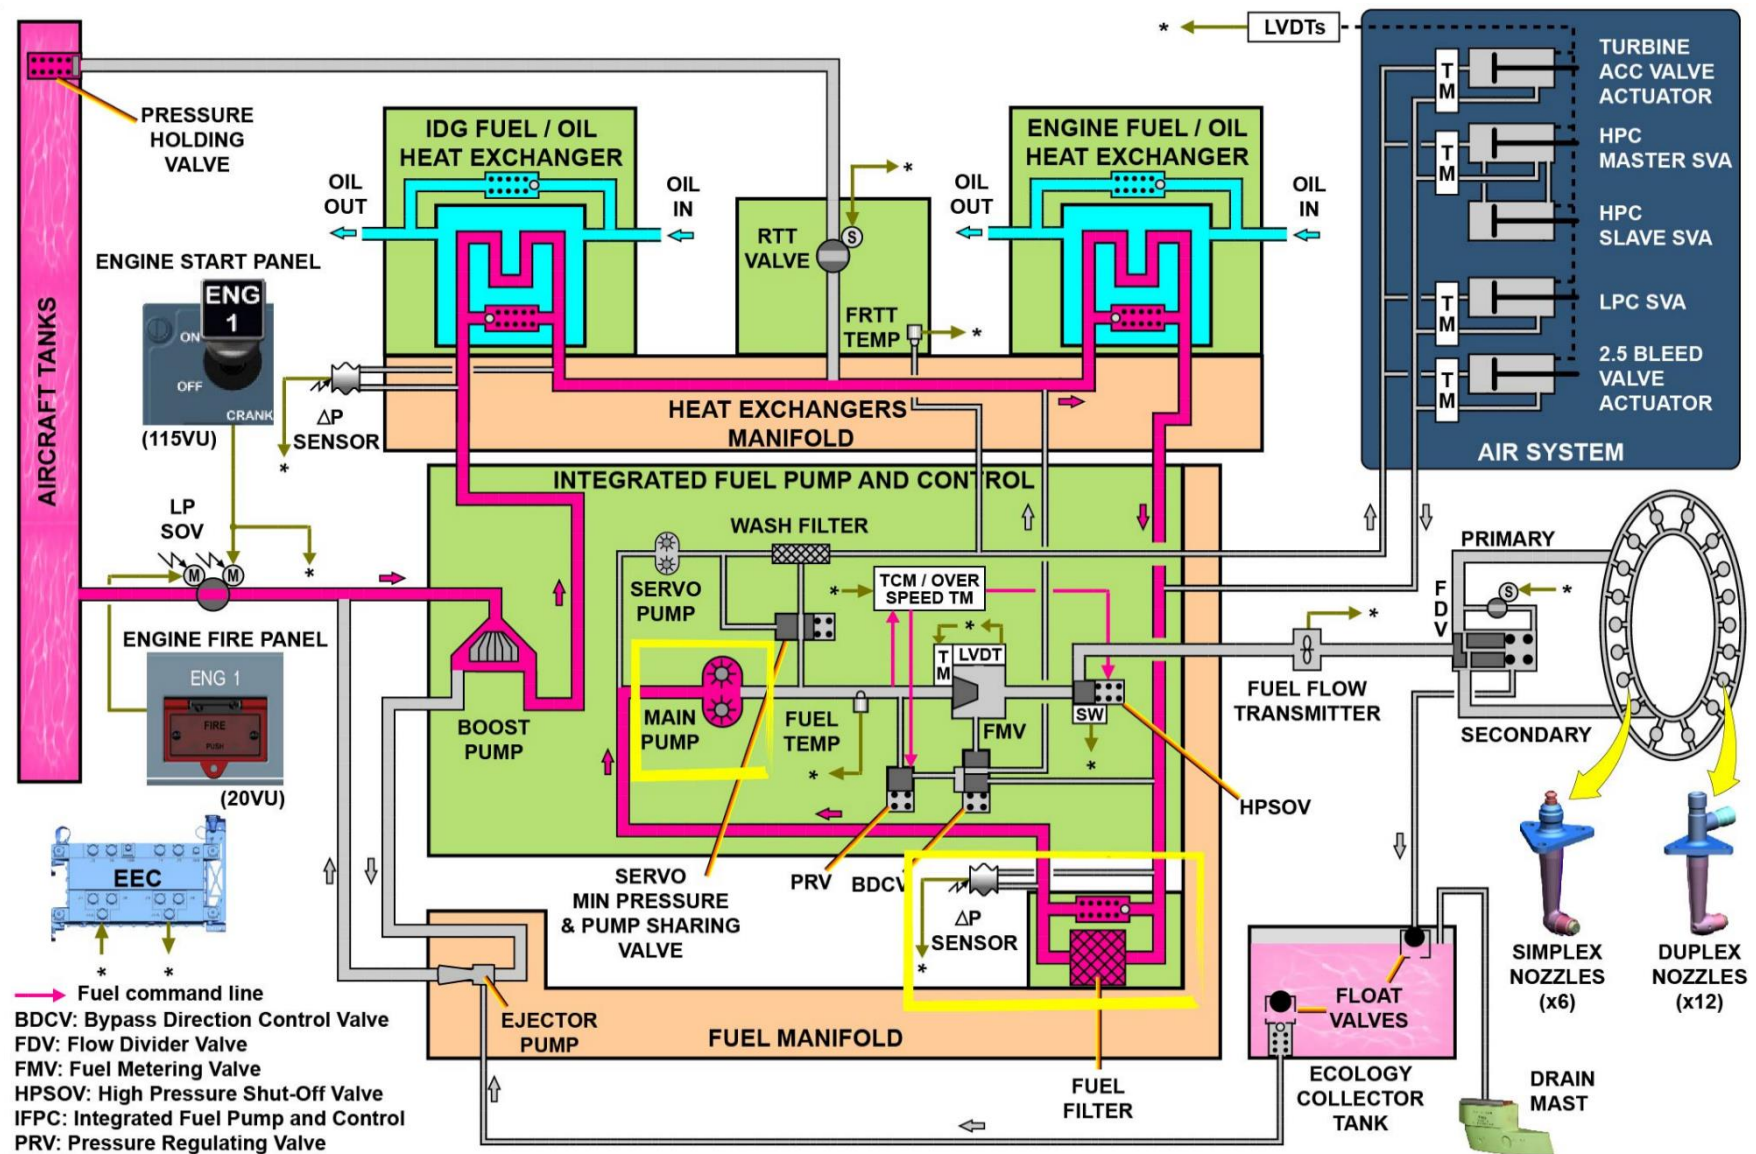 * LVDTs
TURBINE
ACC VALVE
ACTUATOR
TM
HPC
MASTER SVA
TM
HPC
SLAVE SVA
LPC SVA
TM
2.5 BLEED
VALVE
ACTUATOR
TM
AIR SYSTEM
PRESSURE
HOLDING
VALVE
AIRCRAFT TANKS
IDG FUEL / OIL
HEAT EXCHANGER
OIL
OUT
OIL
IN
RTT
VALVE
S
*
FRTT
TEMP
*
ENGINE FUEL / OIL
HEAT EXCHANGER
OIL
OUT
OIL
IN
ENGINE START PANEL
ENG
1
ON
OFF
CRANK
(115VU)
ΔP
SENSOR
*
HEAT EXCHANGERS
MANIFOLD
LP
SOV
M
M
*
ENGINE FIRE PANEL
ENG 1
FIRE
PUSH
(20VU)
INTEGRATED FUEL PUMP AND CONTROL
WASH FILTER
SERVO
PUMP
* TCM / OVER
SPEED TM
*
TM
LVDT
MAIN
PUMP
BOOST
PUMP
FUEL
TEMP
*
FMV
SW
*
HPSOV
FUEL FLOW
TRANSMITTER
*
PRIMARY
FDV
S
*
SECONDARY
SERVO
MIN PRESSURE
& PUMP SHARING
VALVE
PRV
BDCV
ΔP
SENSOR
*
EEC
* *
EJECTOR
PUMP
FUEL MANIFOLD
FUEL
FILTER
FLOAT
VALVES
ECOLOGY
COLLECTOR
TANK
DRAIN
MAST
SIMPLEX
NOZZLES
(x6)
DUPLEX
NOZZLES
(x12)
Fuel command line
BDCV: Bypass Direction Control Valve
FDV: Flow Divider Valve
FMV: Fuel Metering Valve
HPSOV: High Pressure Shut-Off Valve
IFPC: Integrated Fuel Pump and Control
PRV: Pressure Regulating Valve